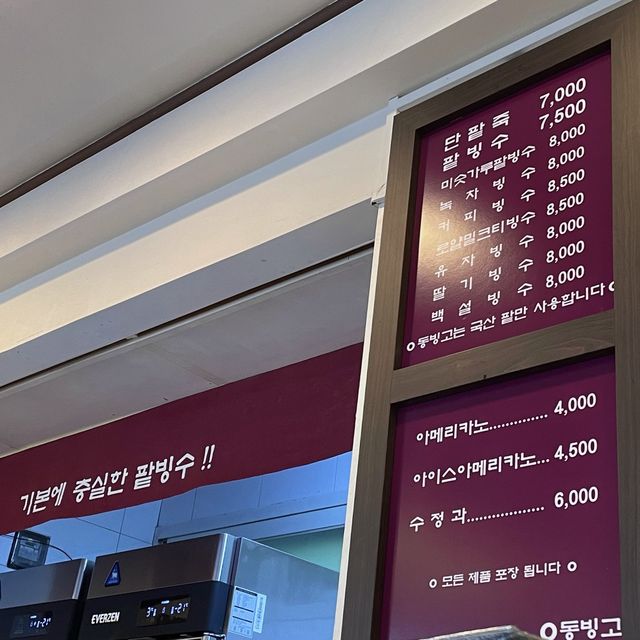 단 팥 죽 7,000
팥 빙 수 7,500
미숫가루팥빙수 8,000
녹 차 빙 수 8,000
커 피 빙 수 8,500
로얄밀크티빙수 8,500
유 자 빙 수 8,000
딸 기 빙 수 8,000
백 설 빙 수 8,000
동빙고는 국산 팥만 사용합니다
아메리카노.............. 4,000
아이스아메리카노... 4,500
수 정 과.................. 6,000
모든 제품 포장 됩니다
동빙고
기본에 충실한 팥빙수 !!
EVERZEN